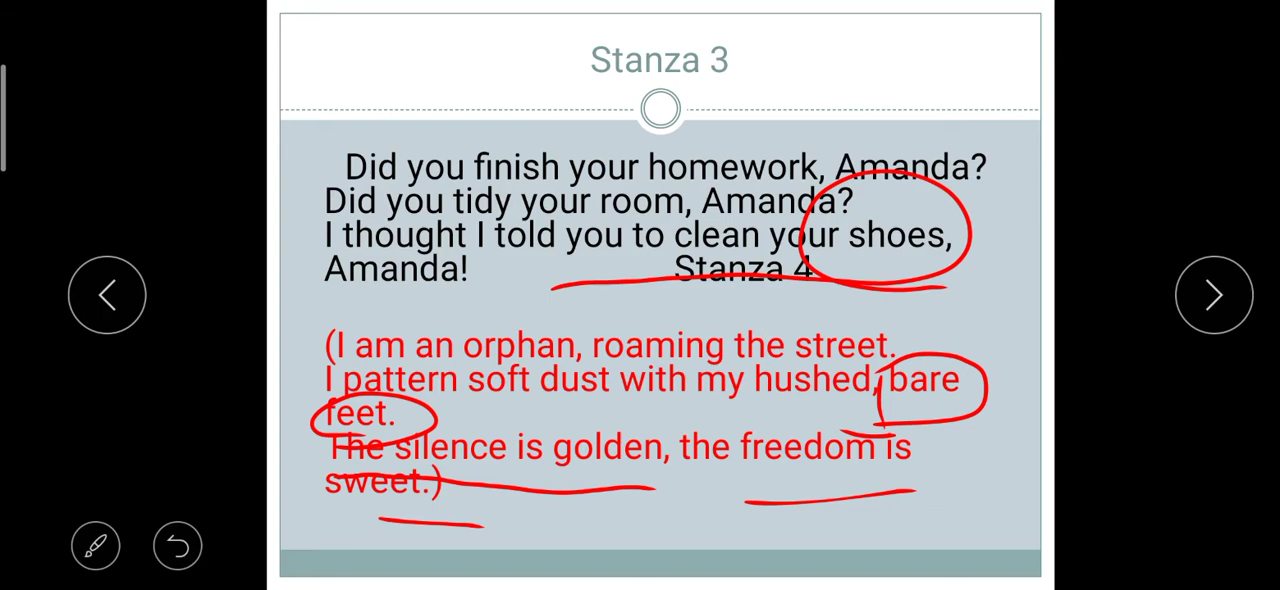 Stanza 3
Did you finish your homework, Amanda?
Did you tidy your room, Amanda?
I thought I told you to clean your shoes,
Amanda! Stanza 4
(I am an orphan, roaming the street.
I pattern soft dust with my hushed, bare
feet.
The silence is golden, the freedom is
sweet.)